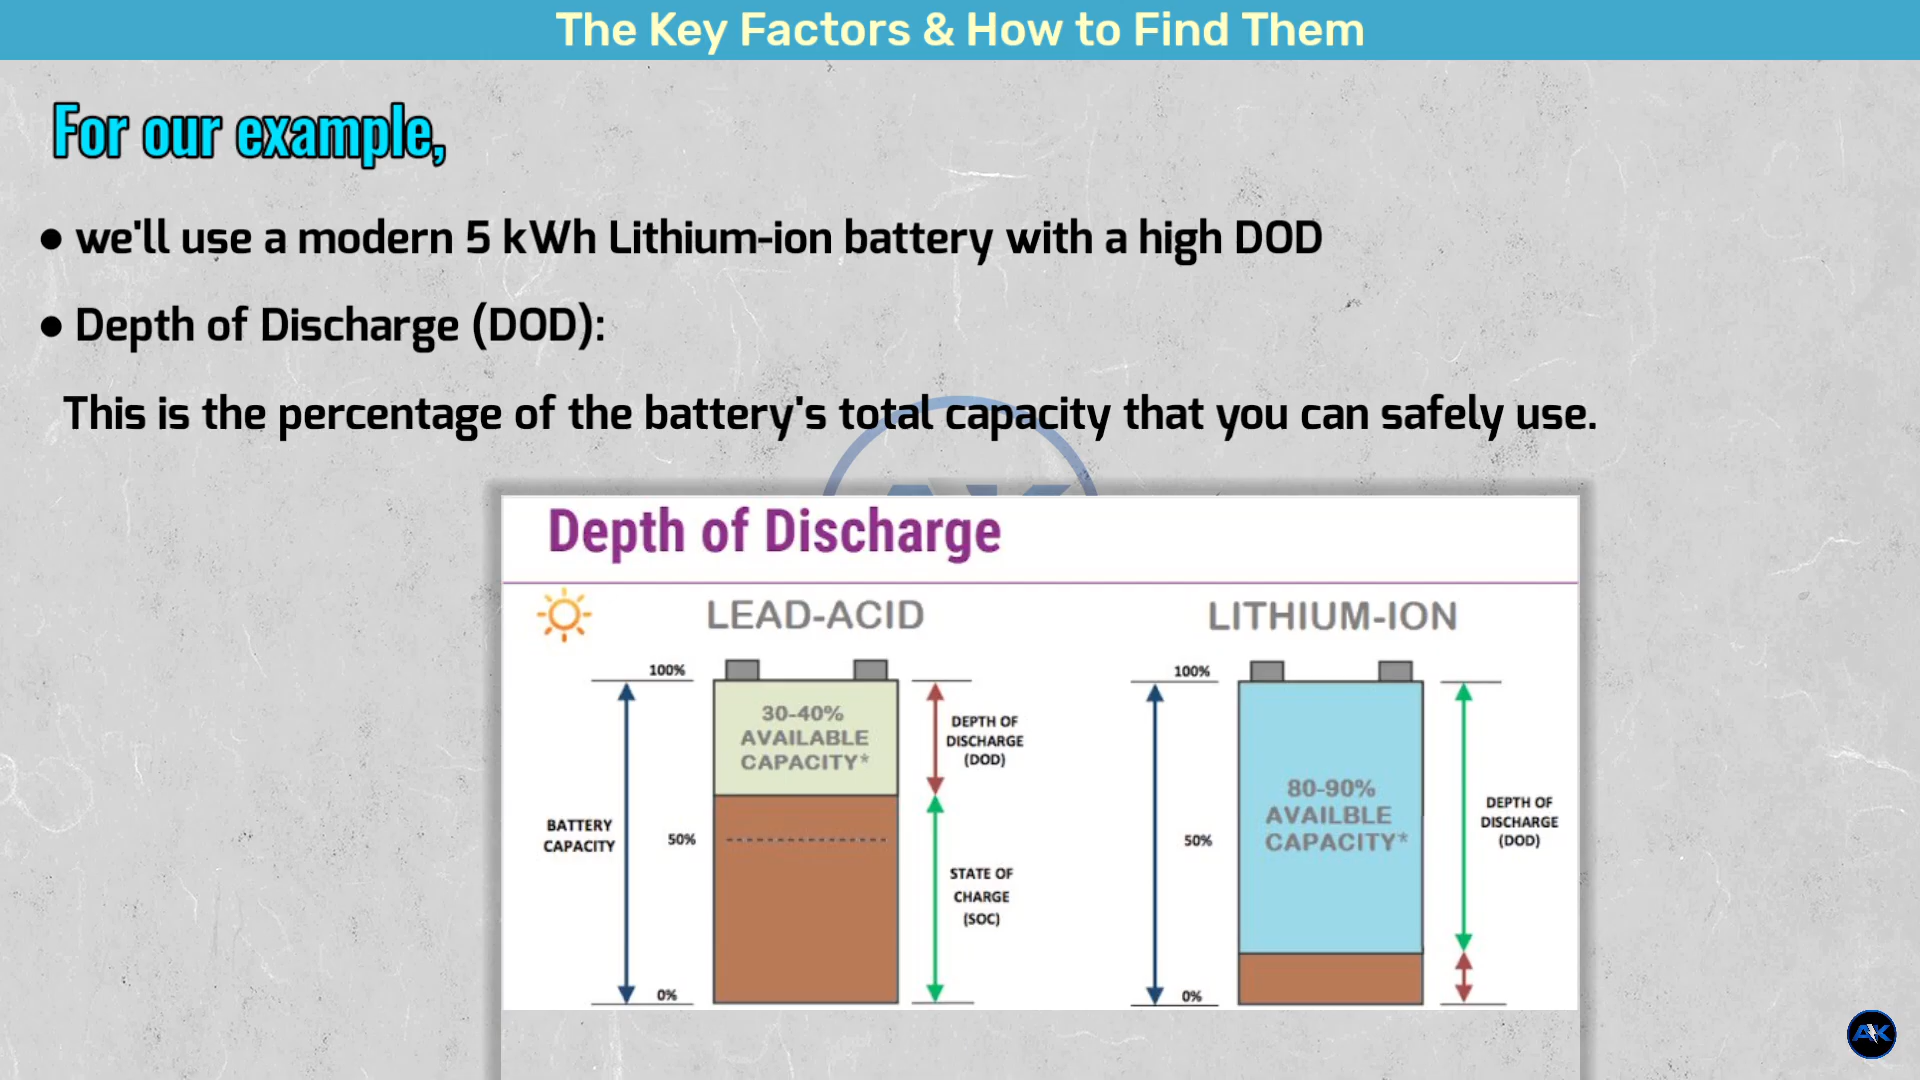 The Key Factors & How to Find Them
For our example,
● we'll use a modern 5 kWh Lithium-ion battery with a high DOD
● Depth of Discharge (DOD):
This is the percentage of the battery's total capacity that you can safely use.
AK
Depth of Discharge
LEAD-ACID
100%
30-40%
AVAILABLE
CAPACITY*
DEPTH OF
DISCHARGE
(DOD)
BATTERY
CAPACITY
50%
STATE OF
CHARGE
(SOC)
0%
LITHIUM-ION
100%
80-90%
AVAILBLE
CAPACITY*
DEPTH OF
DISCHARGE
(DOD)
50%
0%
AK